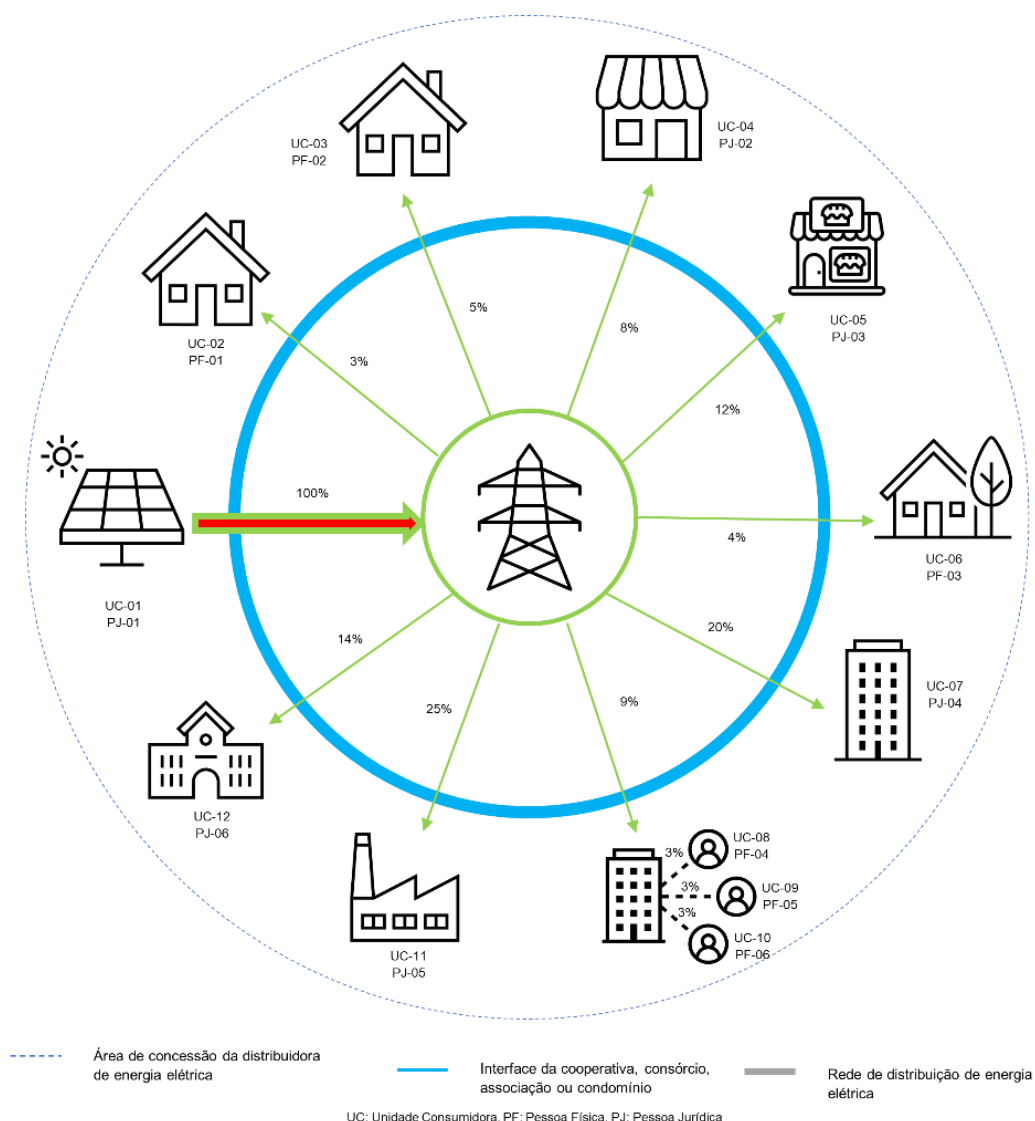 UC-03
PF-02
UC-04
PJ-02
UC-05
PJ-03
UC-02
PF-01
5%
8%
3%
12%
100%
4%
UC-06
PF-03
UC-01
PJ-01
14%
20%
25%
9%
UC-07
PJ-04
UC-12
PJ-06
3%
UC-08
PF-04
3%
UC-09
PF-05
3%
UC-10
PF-06
UC-11
PJ-05
Área de concessão da distribuidora
de energia elétrica
Interface da cooperativa, consórcio,
associação ou condomínio
Rede de distribuição de energia
elétrica
UC: Unidade Consumidora, PF: Pessoa Física, PJ: Pessoa Jurídica